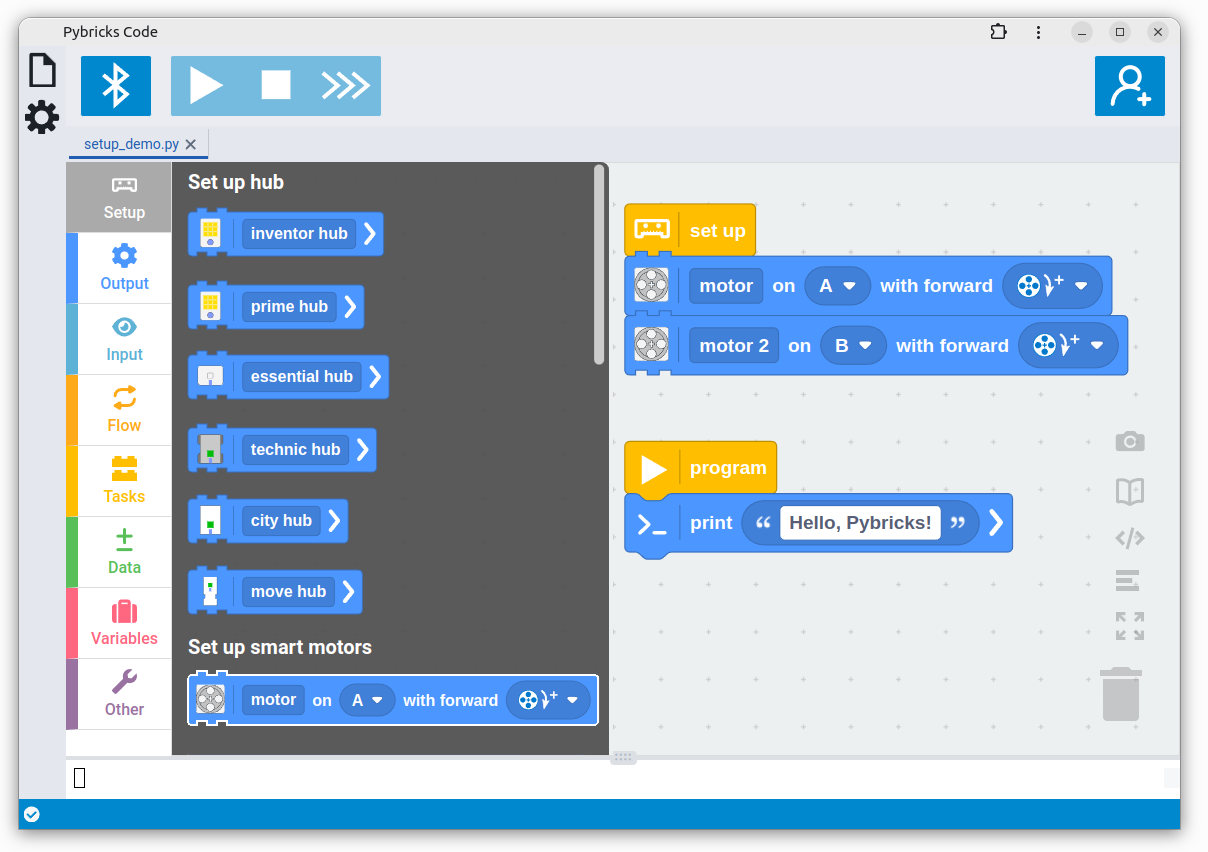 Pybricks Code
setup_demo.py
Setup
Output
Input
Flow
Tasks
Data
Variables
Other
Set up hub
inventor hub
prime hub
essential hub
technic hub
city hub
move hub
Set up smart motors
motor on A with forward
set up
motor on A with forward
motor 2 on B with forward
program
print “ Hello, Pybricks! ”